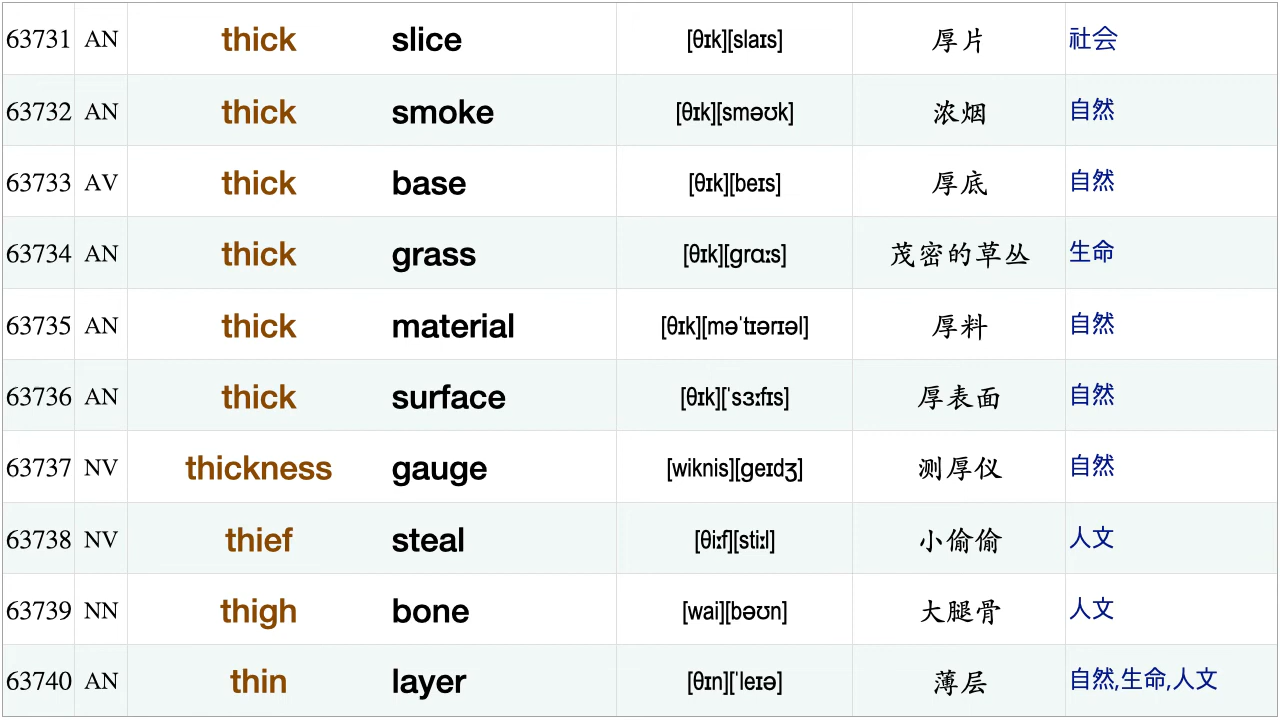 63731 AN thick slice [θɪk][slaɪs] 厚片 社会
63732 AN thick smoke [θɪk][sməʊk] 浓烟 自然
63733 AV thick base [θɪk][beɪs] 厚底 自然
63734 AN thick grass [θɪk][ɡrɑːs] 茂密的草丛 生命
63735 AN thick material [θɪk][məˈtɪərɪəl] 厚料 自然
63736 AN thick surface [θɪk][ˈsɜːfɪs] 厚表面 自然
63737 NV thickness gauge [wiknis][ɡeɪdʒ] 测厚仪 自然
63738 NV thief steal [θiːf][stiːl] 小偷偷 人文
63739 NN thigh bone [wai][bəʊn] 大腿骨 人文
63740 AN thin layer [θɪn][ˈleɪə] 薄层 自然,生命,人文